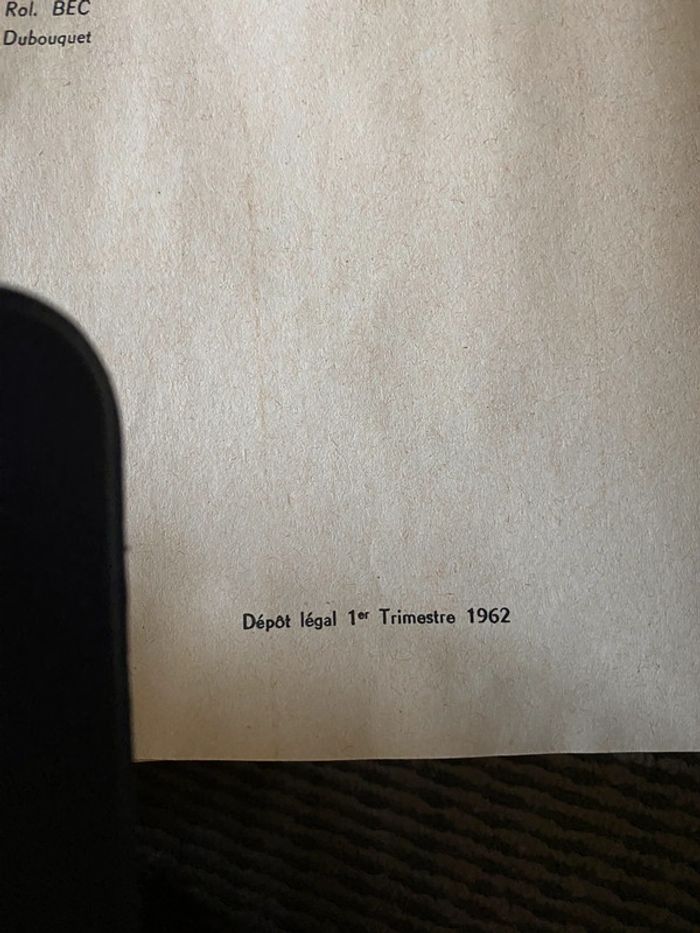 Rol. BEC
Dubouquet
Dépôt légal 1er Trimestre 1962